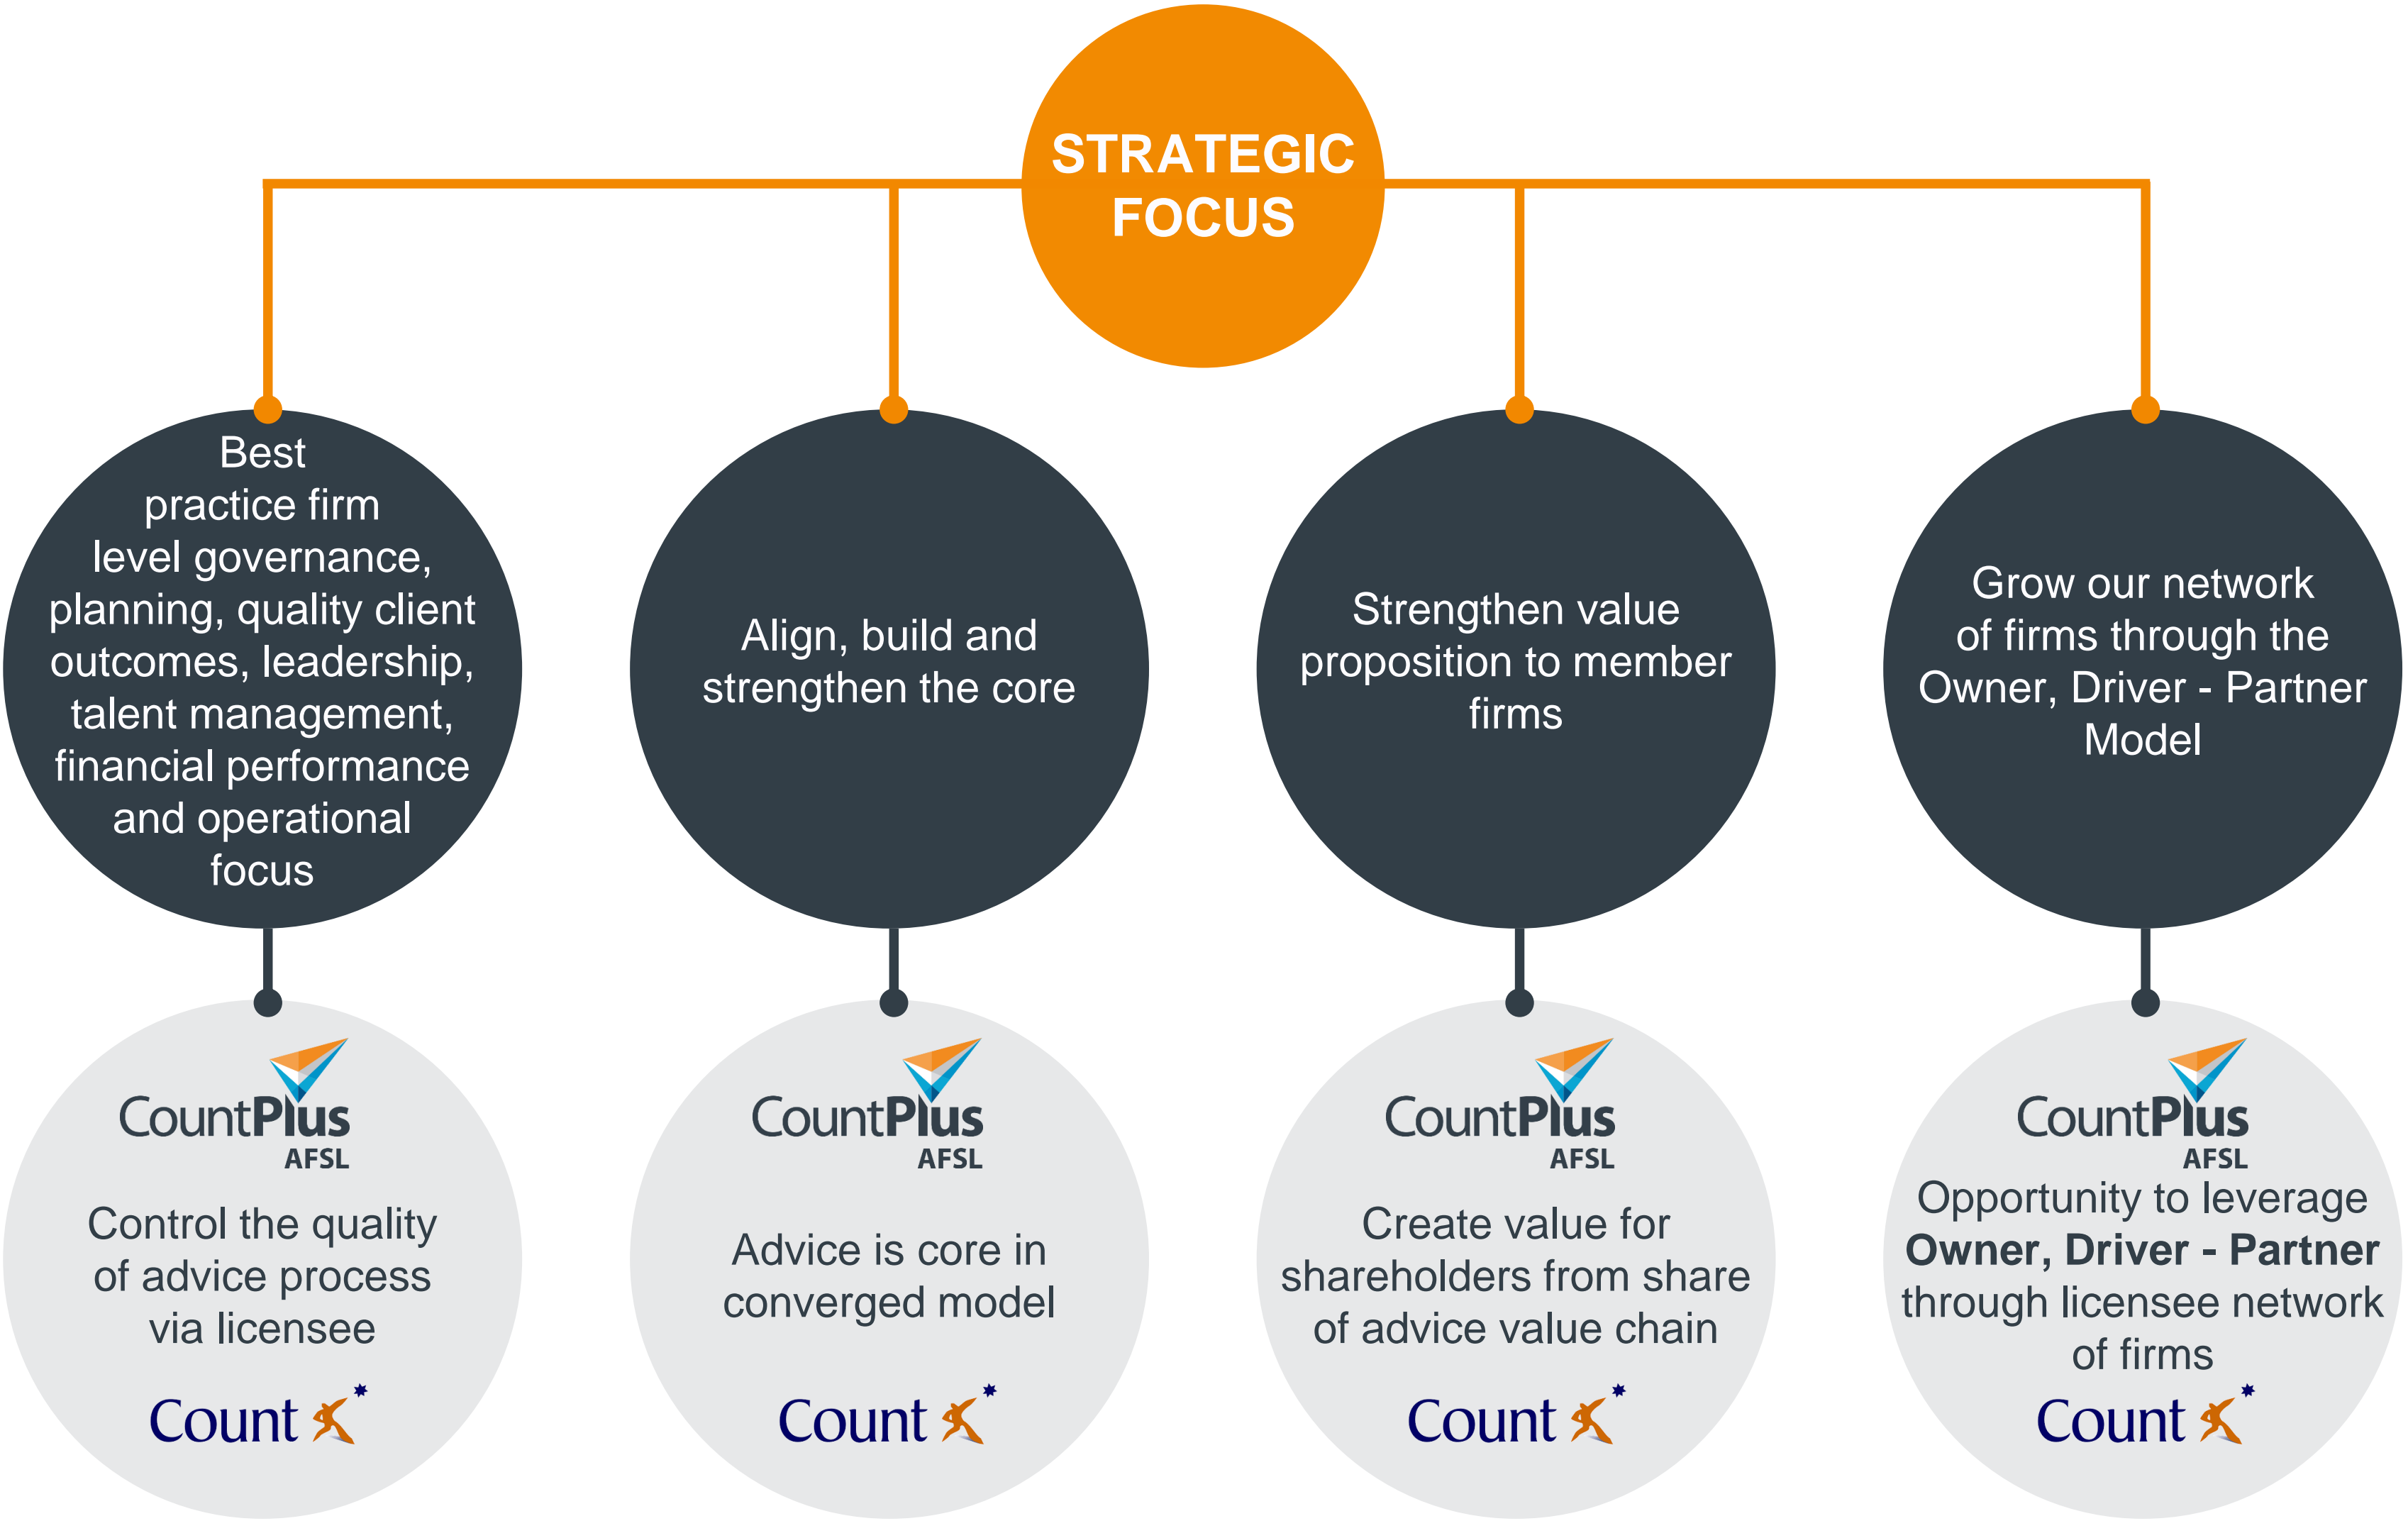 STRATEGIC
FOCUS
Best
practice firm
level governance,
planning, quality client
outcomes, leadership,
talent management,
financial performance
and operational
focus
Align, build and
strengthen the core
Strengthen value
proposition to member
firms
Grow our network
of firms through the
Owner, Driver - Partner
Model
CountPlus
AFSL
Control the quality
of advice process
via licensee
Count
CountPlus
AFSL
Advice is core in
converged model
Count
CountPlus
AFSL
Create value for
shareholders from share
of advice value chain
Count
CountPlus
AFSL
Opportunity to leverage
Owner, Driver - Partner
through licensee network
of firms
Count